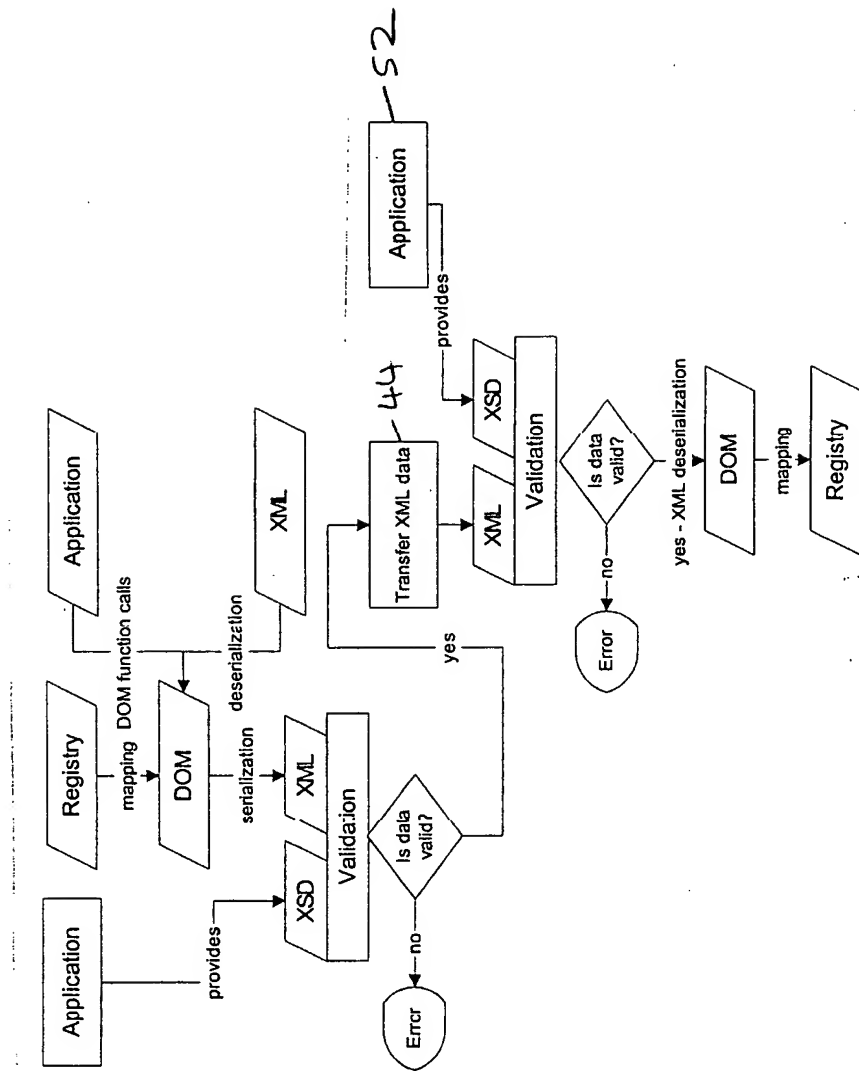 Application
Registry
Application
mapping
DOM function calls
provides
DOM
serialization
deserialization
XML
XSD
XML
Validation
Is data
valid?
no
Error
yes
Transfer XML data
44
Application
52
provides
XML
XSD
Validation
Is data
valid?
no
Error
yes - XML deserialization
DOM
mapping
Registry